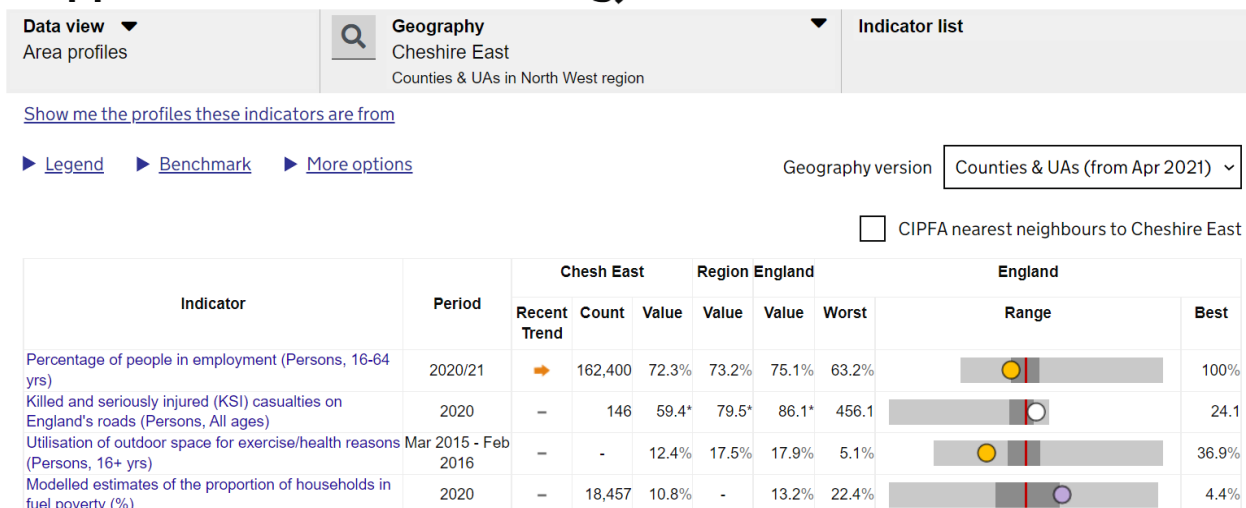 Data view
Area profiles
Geography
Cheshire East
Counties & UAs in North West region
Indicator list
Show me the profiles these indicators are from
Legend Benchmark More options
Geography version Counties & UAs (from Apr 2021)
CIPFA nearest neighbours to Cheshire East
Indicator Period Chesh East Region England England
Recent Trend Count Value Value Value Worst Range Best
Percentage of people in employment (Persons, 16-64
yrs) 2020/21 162,400 72.3% 73.2% 75.1% 63.2% 100%
Killed and seriously injured (KSI) casualties on
England's roads (Persons, All ages) 2020 – 146 59.4* 79.5* 86.1* 456.1 24.1
Utilisation of outdoor space for exercise/health reasons
(Persons, 16+ yrs) Mar 2015 - Feb 2016 – - 12.4% 17.5% 17.9% 5.1% 36.9%
Modelled estimates of the proportion of households in
fuel poverty (%) 2020 – 18,457 10.8% - 13.2% 22.4% 4.4%